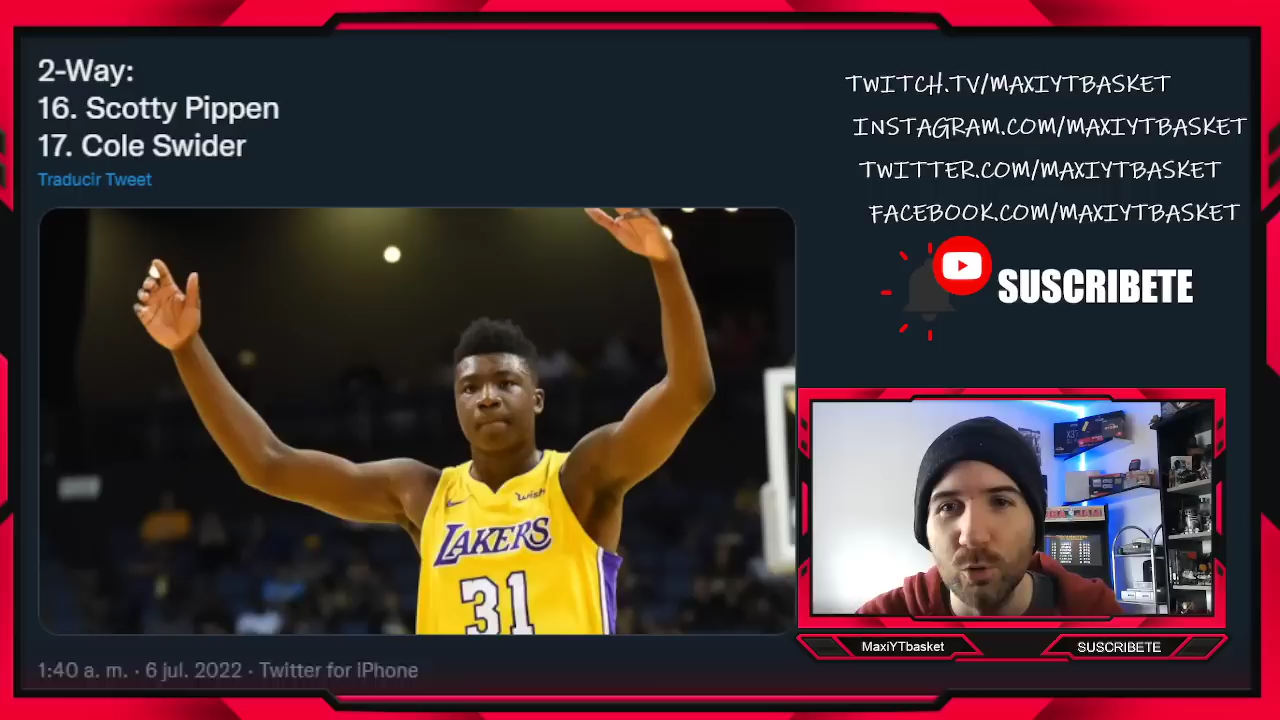 2-Way:
16. Scotty Pippen
17. Cole Swider
Traducir Tweet
wish
LAKERS
31
1:40 a. m. · 6 jul. 2022 · Twitter for iPhone
TWITCH.TV/MAXIYTBASKET
INSTAGRAM.COM/MAXIYTBASKET
TWITTER.COM/MAXIYTBASKET
FACEBOOK.COM/MAXIYTBASKET
SUSCRIBETE
MaxiYTbasket
SUSCRIBETE